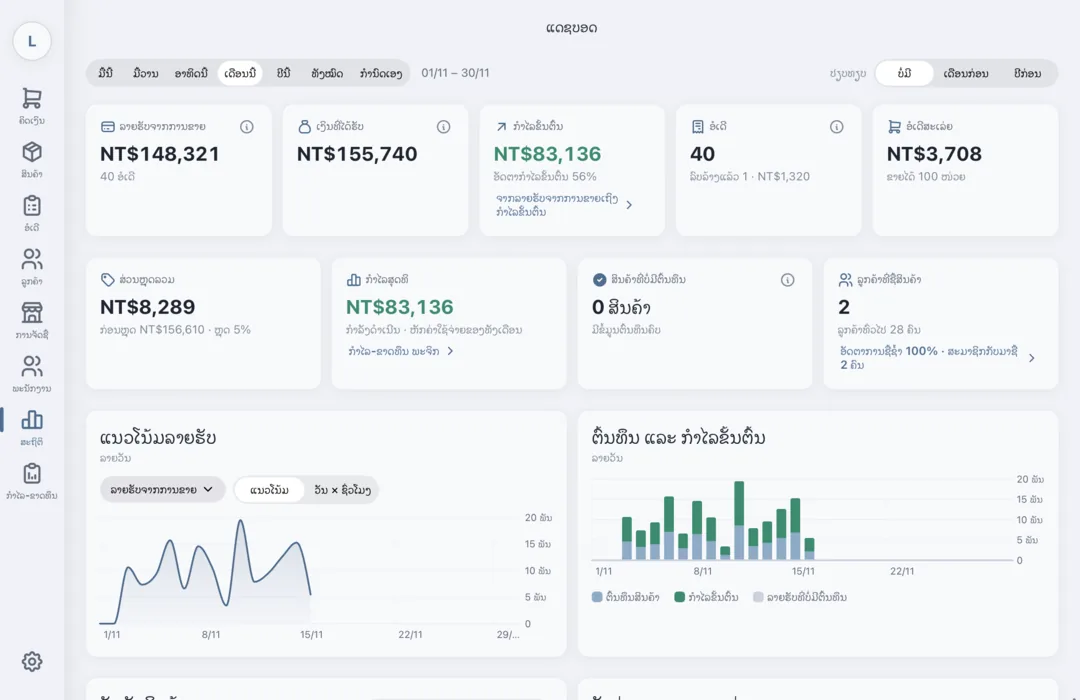 ແດຊບອດ
L
ຄິດເງິນ
ສິນຄ້າ
ອໍເດີ
ລູກຄ້າ
ການຈັດຊື້
ພະນັກງານ
ສະຖິຕິ
ກຳໄລ-ຂາດທຶນ
ມື້ນີ້ ມື້ວານ ອາທິດນີ້ ເດືອນນີ້ ປີນີ້ ທັງໝົດ ກຳນົດເອງ 01/11 – 30/11
ປຽບທຽບ ບໍ່ມີ ເດືອນກ່ອນ ປີກ່ອນ
ລາຍຮັບຈາກການຂາຍ
NT$148,321
40 ອໍເດີ
ເງິນທີ່ໄດ້ຮັບ
NT$155,740
ກຳໄລຂັ້ນຕົ້ນ
NT$83,136
ອັດຕາກຳໄລຂັ້ນຕົ້ນ 56%
ຈາກລາຍຮັບຈາກການຂາຍເຖິງ
ກຳໄລຂັ້ນຕົ້ນ
ອໍເດີ
40
ລຶບລ້າງແລ້ວ 1 · NT$1,320
ອໍເດີສະເລ່ຍ
NT$3,708
ຂາຍໄດ້ 100 ໜ່ວຍ
ສ່ວນຫຼຸດລວມ
NT$8,289
ກ່ອນຫຼຸດ NT$156,610 · ຫຼຸດ 5%
ກຳໄລສຸດທິ
NT$83,136
ກຳລັງດຳເນີນ · ຫັກຄ່າໃຊ້ຈ່າຍຂອງທັງເດືອນ
ກຳໄລ-ຂາດທຶນ ພະຈິກ
ສິນຄ້າທີ່ບໍ່ມີຕົ້ນທຶນ
0 ສິນຄ້າ
ມີຂໍ້ມູນຕົ້ນທຶນຄົບ
ລູກຄ້າທີ່ຊື້ສິນຄ້າ
2
ລູກຄ້າທົ່ວໄປ 28 ຄົນ
ອັດຕາການຊື້ຊ້ຳ 100% · ສະມາຊິກກັບມາຊື້
2 ຄົນ
ແນວໂນ້ມລາຍຮັບ
ລາຍວັນ
ລາຍຮັບຈາກການຂາຍ ແນວໂນ້ມ ວັນ × ຊົ່ວໂມງ
20 ພັນ
15 ພັນ
10 ພັນ
5 ພັນ
0
1/11 8/11 15/11 22/11 29/...
ຕົ້ນທຶນ ແລະ ກຳໄລຂັ້ນຕົ້ນ
ລາຍວັນ
20 ພັນ
15 ພັນ
10 ພັນ
5 ພັນ
0
1/11 8/11 15/11 22/11
ຕົ້ນທຶນສິນຄ້າ ກຳໄລຂັ້ນຕົ້ນ ລາຍຮັບທີ່ບໍ່ມີຕົ້ນທຶນ